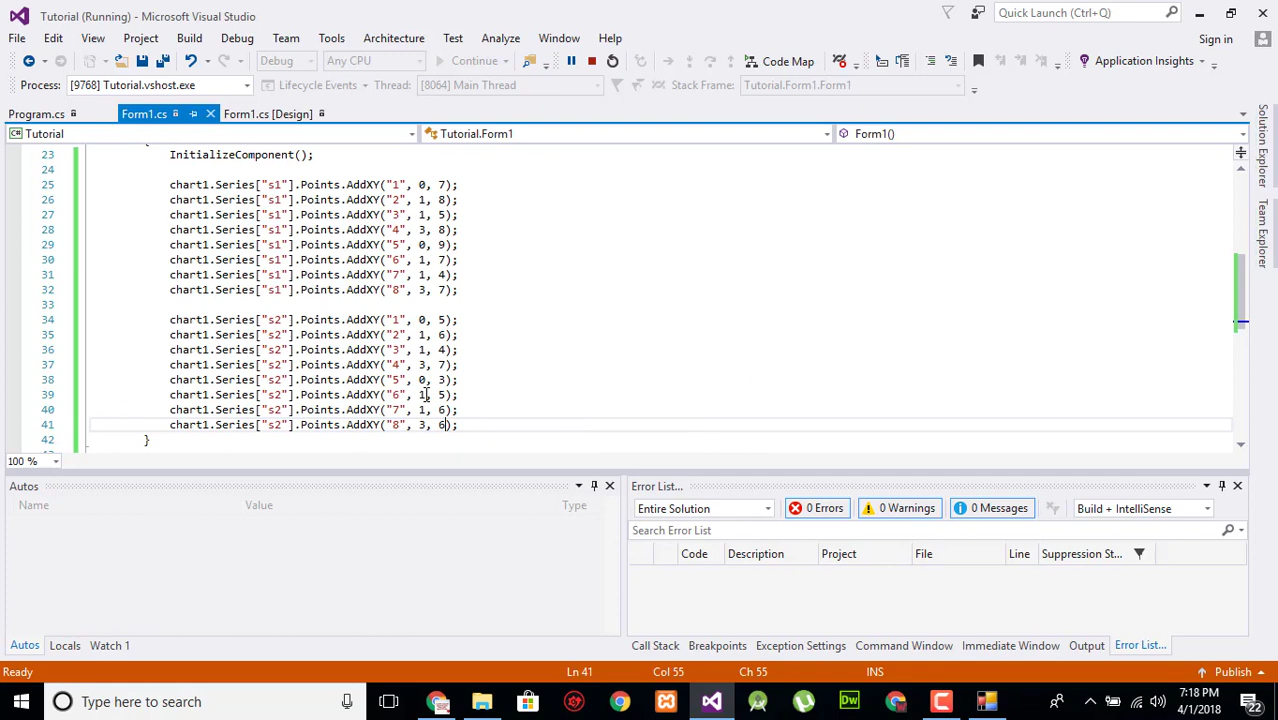 Tutorial (Running) - Microsoft Visual Studio
Quick Launch (Ctrl+Q)
File Edit View Project Build Debug Team Tools Architecture Test Analyze Window Help
Sign in
Debug Any CPU Continue Code Map Application Insights
Process: [9768] Tutorial.vshost.exe Lifecycle Events Thread: [8064] Main Thread Stack Frame: Tutorial.Form1.Form1
Program.cs Form1.cs Form1.cs [Design]
Tutorial Tutorial.Form1 Form1()
23 InitializeComponent();
24
25 chart1.Series["s1"].Points.AddXY("1", 0, 7);
26 chart1.Series["s1"].Points.AddXY("2", 1, 8);
27 chart1.Series["s1"].Points.AddXY("3", 1, 5);
28 chart1.Series["s1"].Points.AddXY("4", 3, 8);
29 chart1.Series["s1"].Points.AddXY("5", 0, 9);
30 chart1.Series["s1"].Points.AddXY("6", 1, 7);
31 chart1.Series["s1"].Points.AddXY("7", 1, 4);
32 chart1.Series["s1"].Points.AddXY("8", 3, 7);
33
34 chart1.Series["s2"].Points.AddXY("1", 0, 5);
35 chart1.Series["s2"].Points.AddXY("2", 1, 6);
36 chart1.Series["s2"].Points.AddXY("3", 1, 4);
37 chart1.Series["s2"].Points.AddXY("4", 3, 7);
38 chart1.Series["s2"].Points.AddXY("5", 0, 3);
39 chart1.Series["s2"].Points.AddXY("6", 1, 5);
40 chart1.Series["s2"].Points.AddXY("7", 1, 6);
41 chart1.Series["s2"].Points.AddXY("8", 3, 6);
42 }
Solution Explorer
Team Explorer
100 %
Autos
Name Value Type
Autos Locals Watch 1
Error List...
Entire Solution 0 Errors 0 Warnings 0 Messages Build + IntelliSense
Search Error List
Code Description Project File Line Suppression St...
Call Stack Breakpoints Exception Settings Command Window Immediate Window Output Error List...
Ready Ln 41 Col 55 Ch 55 INS Publish
Type here to search
Dw
7:18 PM
4/1/2018
22